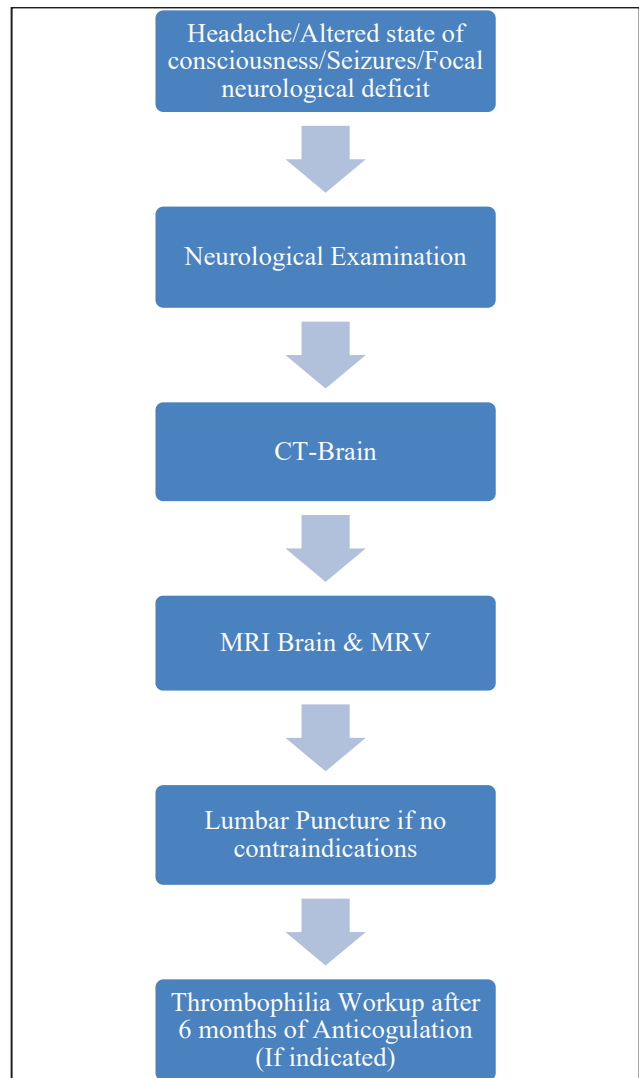 Headache/Altered state of
consciousness/Seizures/Focal
neurological deficit
Neurological Examination
CT-Brain
MRI Brain & MRV
Lumbar Puncture if no
contraindications
Thrombophilia Workup after
6 months of Anticogulation
(If indicated)